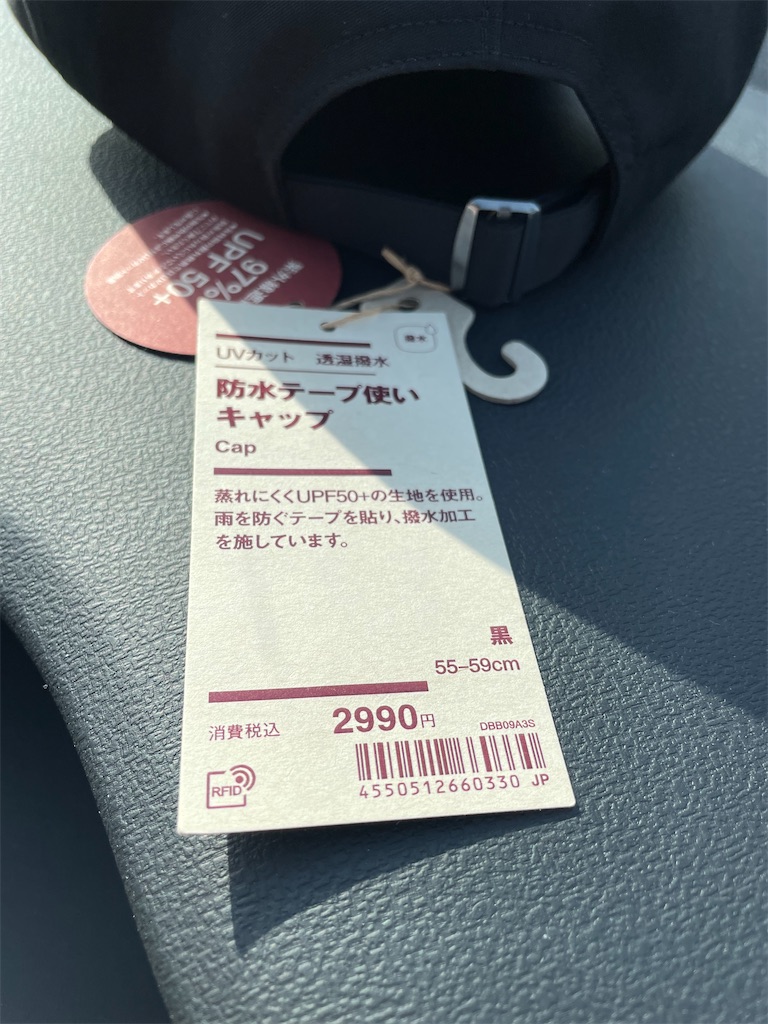 UVカット 透湿撥水
撥水
防水テープ使い
キャップ
Cap
蒸れにくくUPF50+の生地を使用。
雨を防ぐテープを貼り、撥水加工
を施しています。
黒
55–59cm
消費税込 2990円
DBB09A3S
RFID
4550512660330 JP
97%
UPF 50+